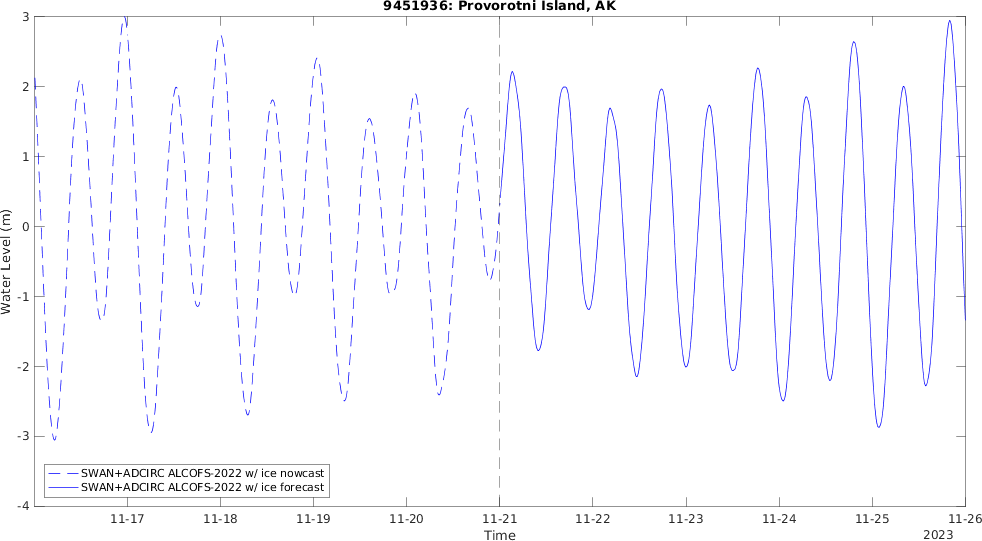 9451936: Provorotni Island, AK
3
2
1
0
-1
-2
-3
-4
Water Level (m)
SWAN+ADCIRC ALCOFS-2022 w/ ice nowcast
SWAN+ADCIRC ALCOFS-2022 w/ ice forecast
11-17 11-18 11-19 11-20 11-21 11-22 11-23 11-24 11-25 11-26
Time
2023